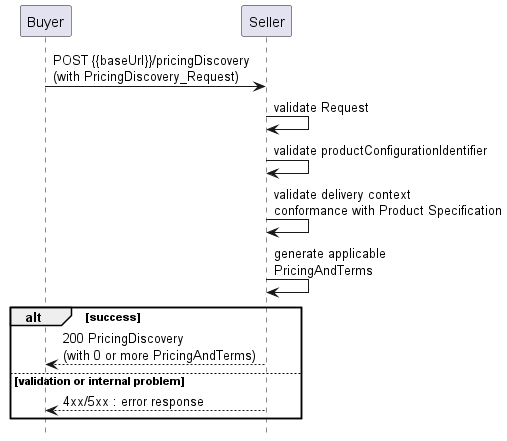 Buyer
Seller
POST {{baseUrl}}/pricingDiscovery
(with PricingDiscovery_Request)
validate Request
validate productConfigurationIdentifier
validate delivery context
conformance with Product Specification
generate applicable
PricingAndTerms
alt
[success]
200 PricingDiscovery
(with 0 or more PricingAndTerms)
[validation or internal problem]
4xx/5xx : error response